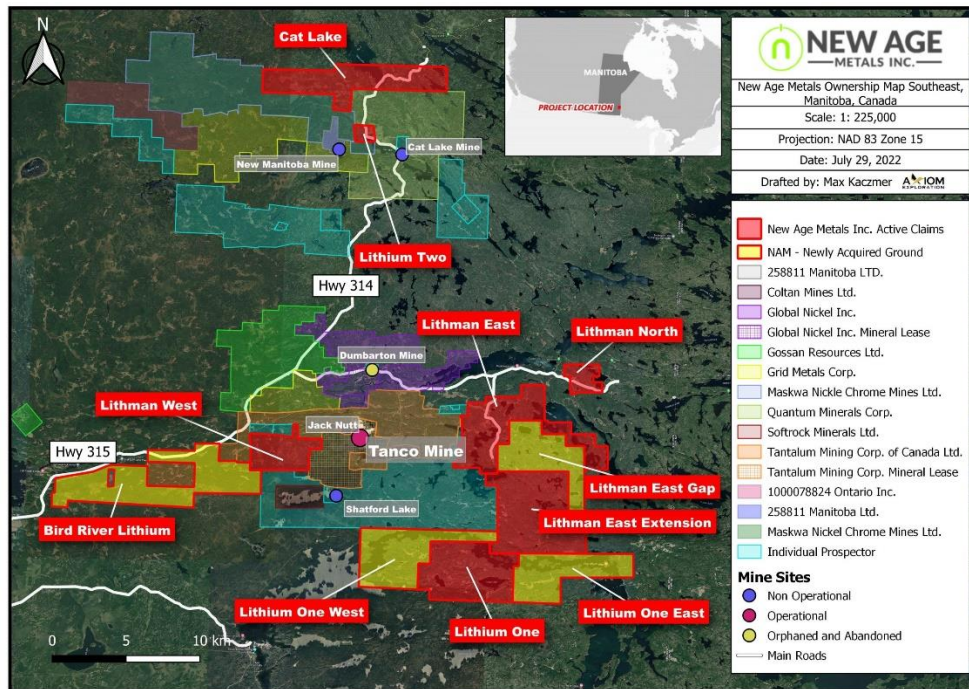 N
Cat Lake
MANITOBA
PROJECT LOCATION
New Manitoba Mine
Cat Lake Mine
Lithium Two
Hwy 314
Lithman East
Lithman North
Dumbarton Mine
Lithman West
Jack Nutt
Tanco Mine
Hwy 315
Lithman East Gap
Shatford Lake
Bird River Lithium
Lithman East Extension
Lithium One West
Lithium One
Lithium One East
0 5 10 km
NEW AGE
METALS INC.
New Age Metals Ownership Map Southeast,
Manitoba, Canada
Scale: 1: 225,000
Projection: NAD 83 Zone 15
Date: July 29, 2022
Drafted by: Max Kaczmer AXIOM
EXPLORATION
New Age Metals Inc. Active Claims
NAM - Newly Acquired Ground
258811 Manitoba LTD.
Coltan Mines Ltd.
Global Nickel Inc.
Global Nickel Inc. Mineral Lease
Gossan Resources Ltd.
Grid Metals Corp.
Maskwa Nickle Chrome Mines Ltd.
Quantum Minerals Corp.
Softrock Minerals Ltd.
Tantalum Mining Corp. of Canada Ltd.
Tantalum Mining Corp. Mineral Lease
1000078824 Ontario Inc.
258811 Manitoba Ltd.
Maskwa Nickel Chrome Mines Ltd.
Individual Prospector
Mine Sites
Non Operational
Operational
Orphaned and Abandoned
Main Roads